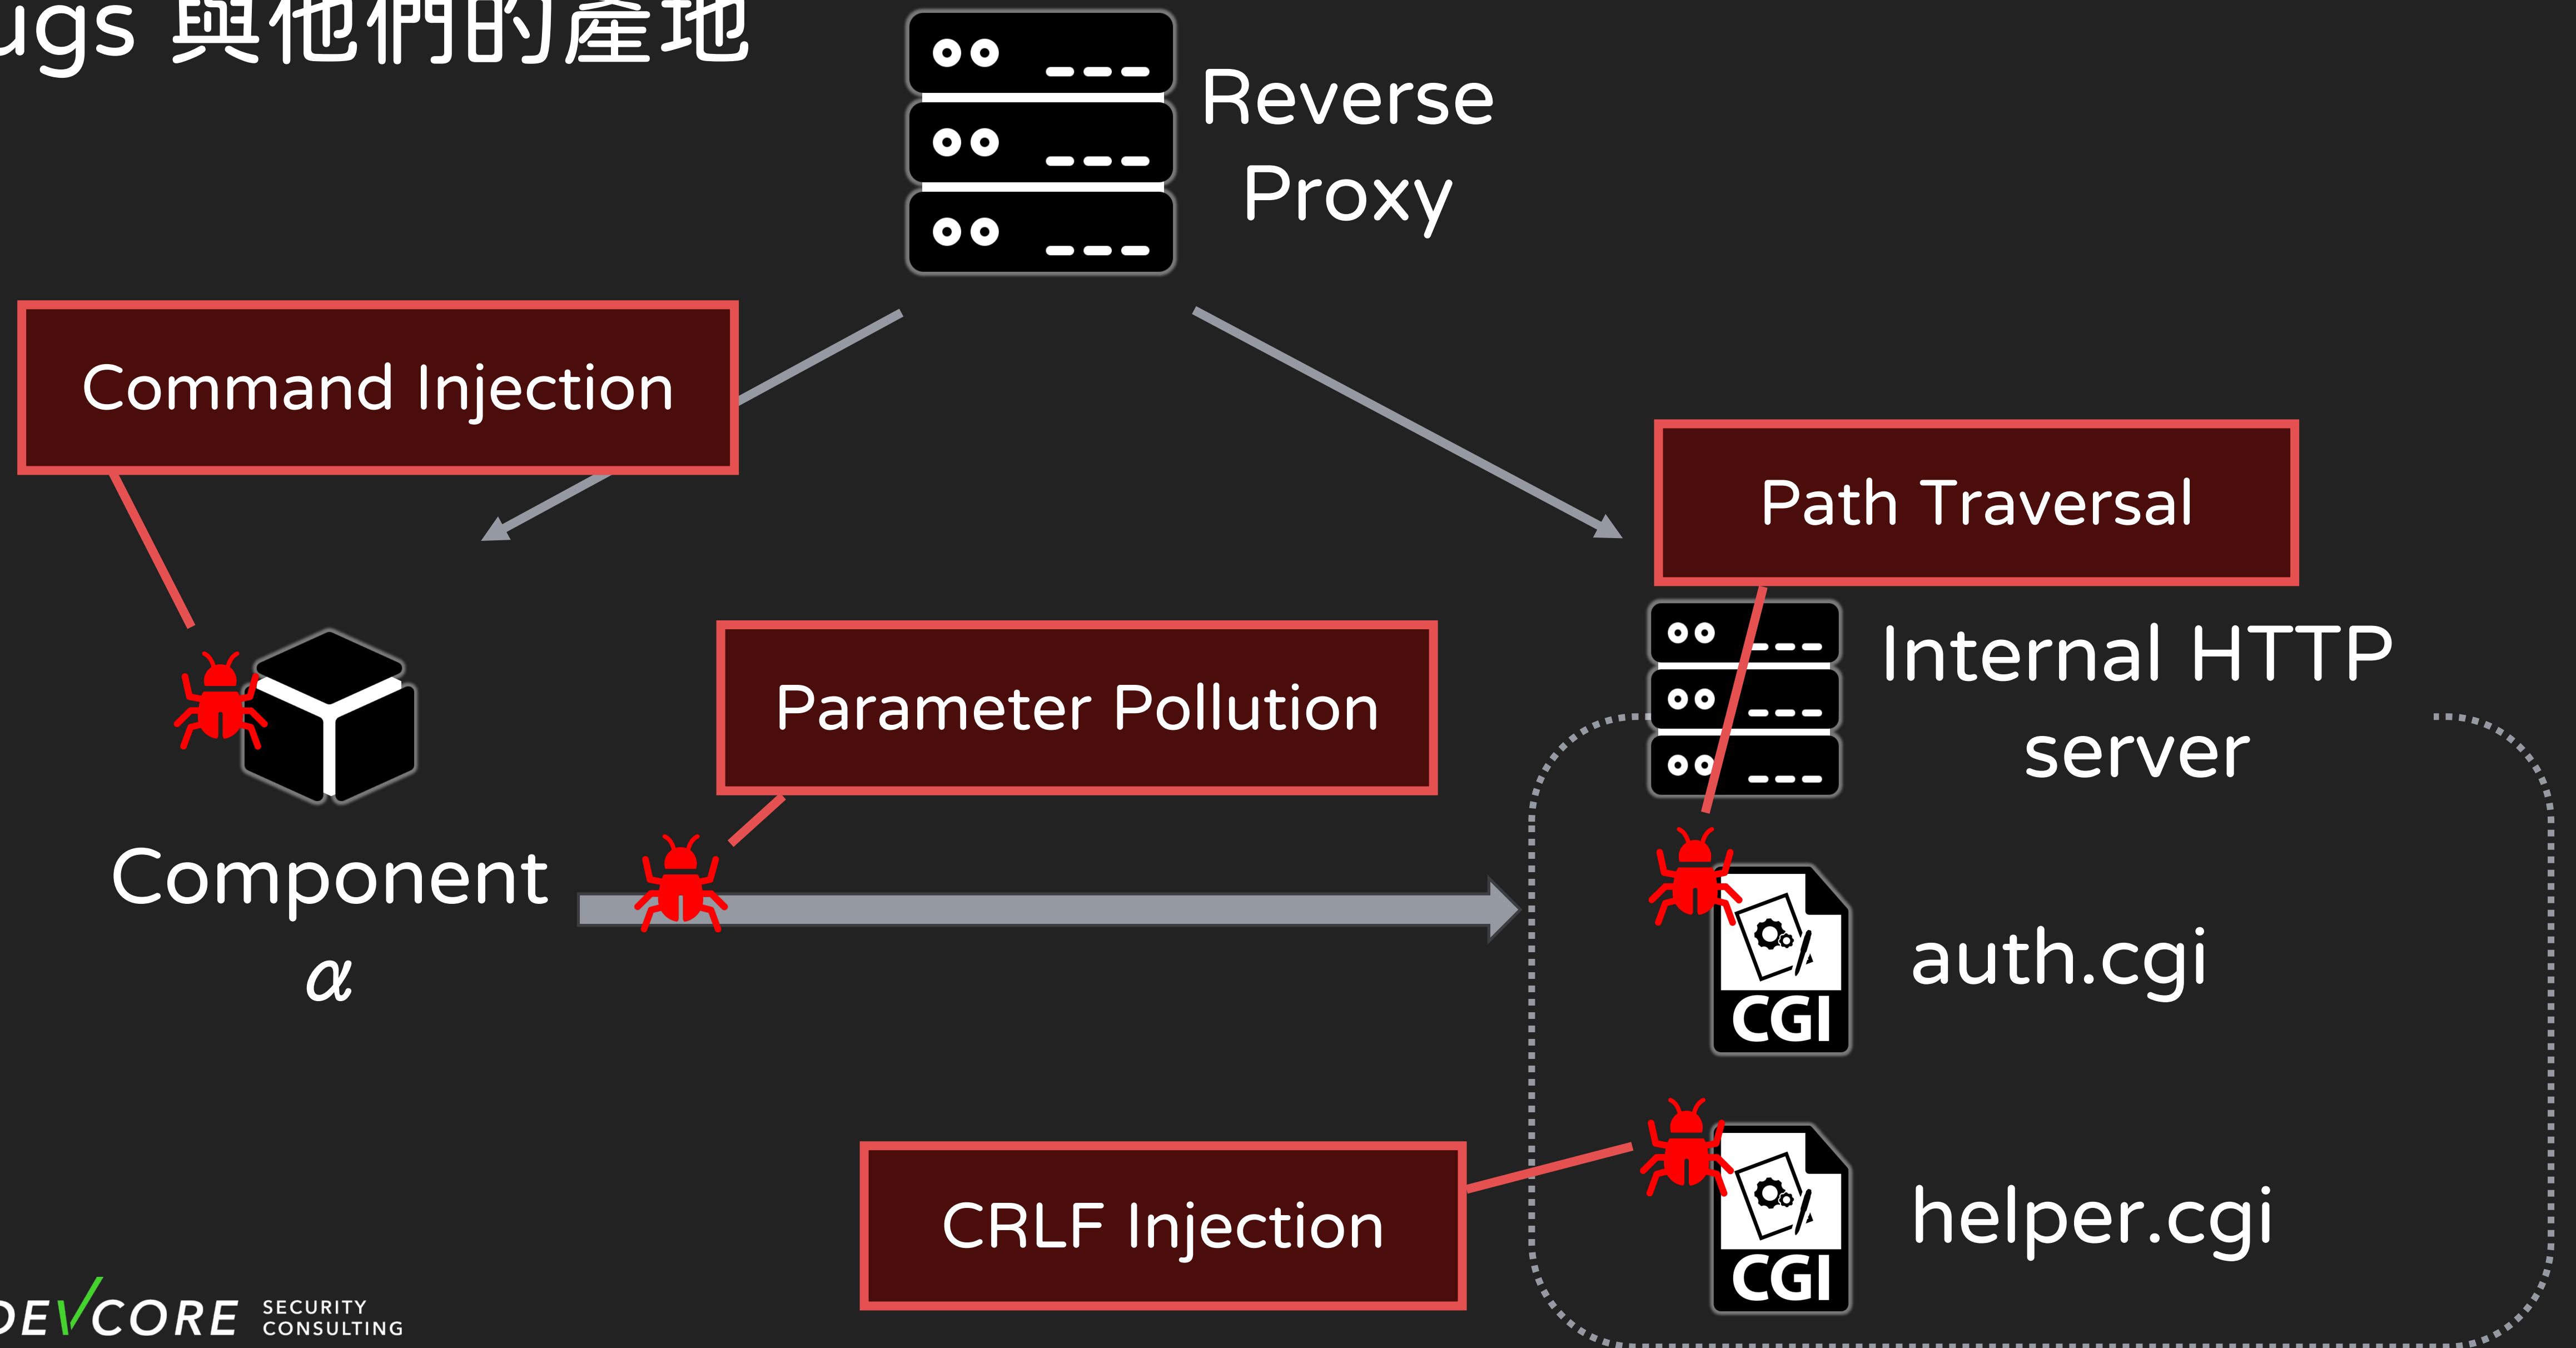 ugs 與他們的產地
Reverse
Proxy
Command Injection
Path Traversal
Parameter Pollution
Internal HTTP
server
Component
α
auth.cgi
CGI
CRLF Injection
helper.cgi
CGI
DEVCORE
SECURITY
CONSULTING